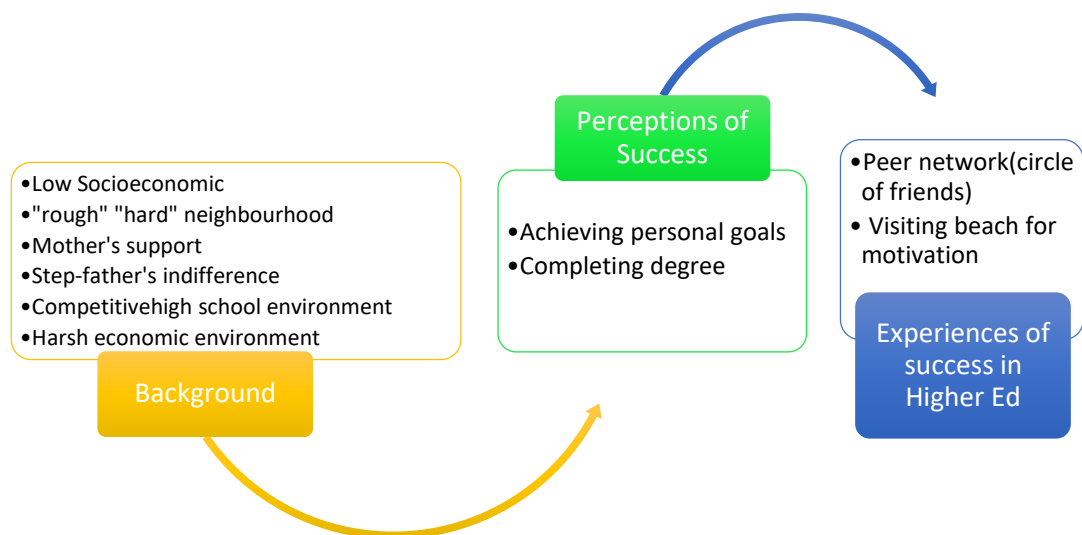 •Low Socioeconomic
•"rough" "hard" neighbourhood
•Mother's support
•Step-father's indifference
•Competitivehigh school environment
•Harsh economic environment
Background
Perceptions of
Success
•Achieving personal goals
•Completing degree
•Peer network(circle
of friends)
• Visiting beach for
motivation
Experiences of
success in
Higher Ed